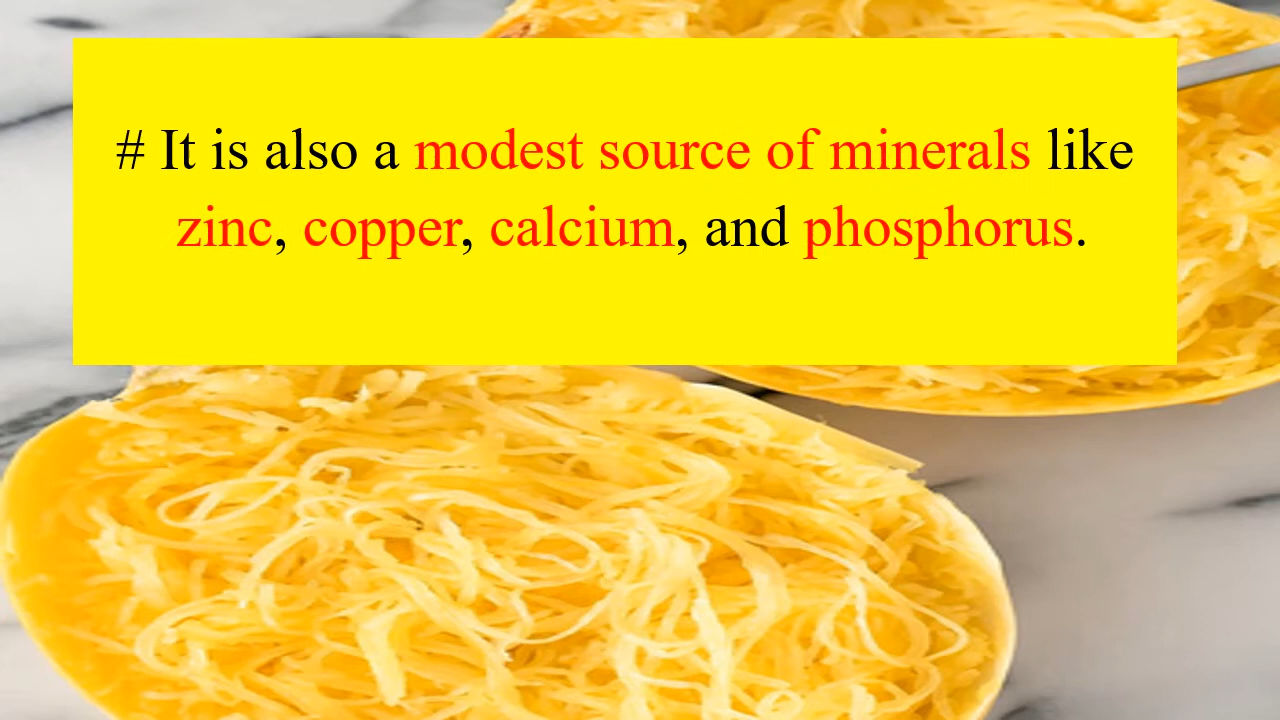 # It is also a modest source of minerals like
zinc, copper, calcium, and phosphorus.